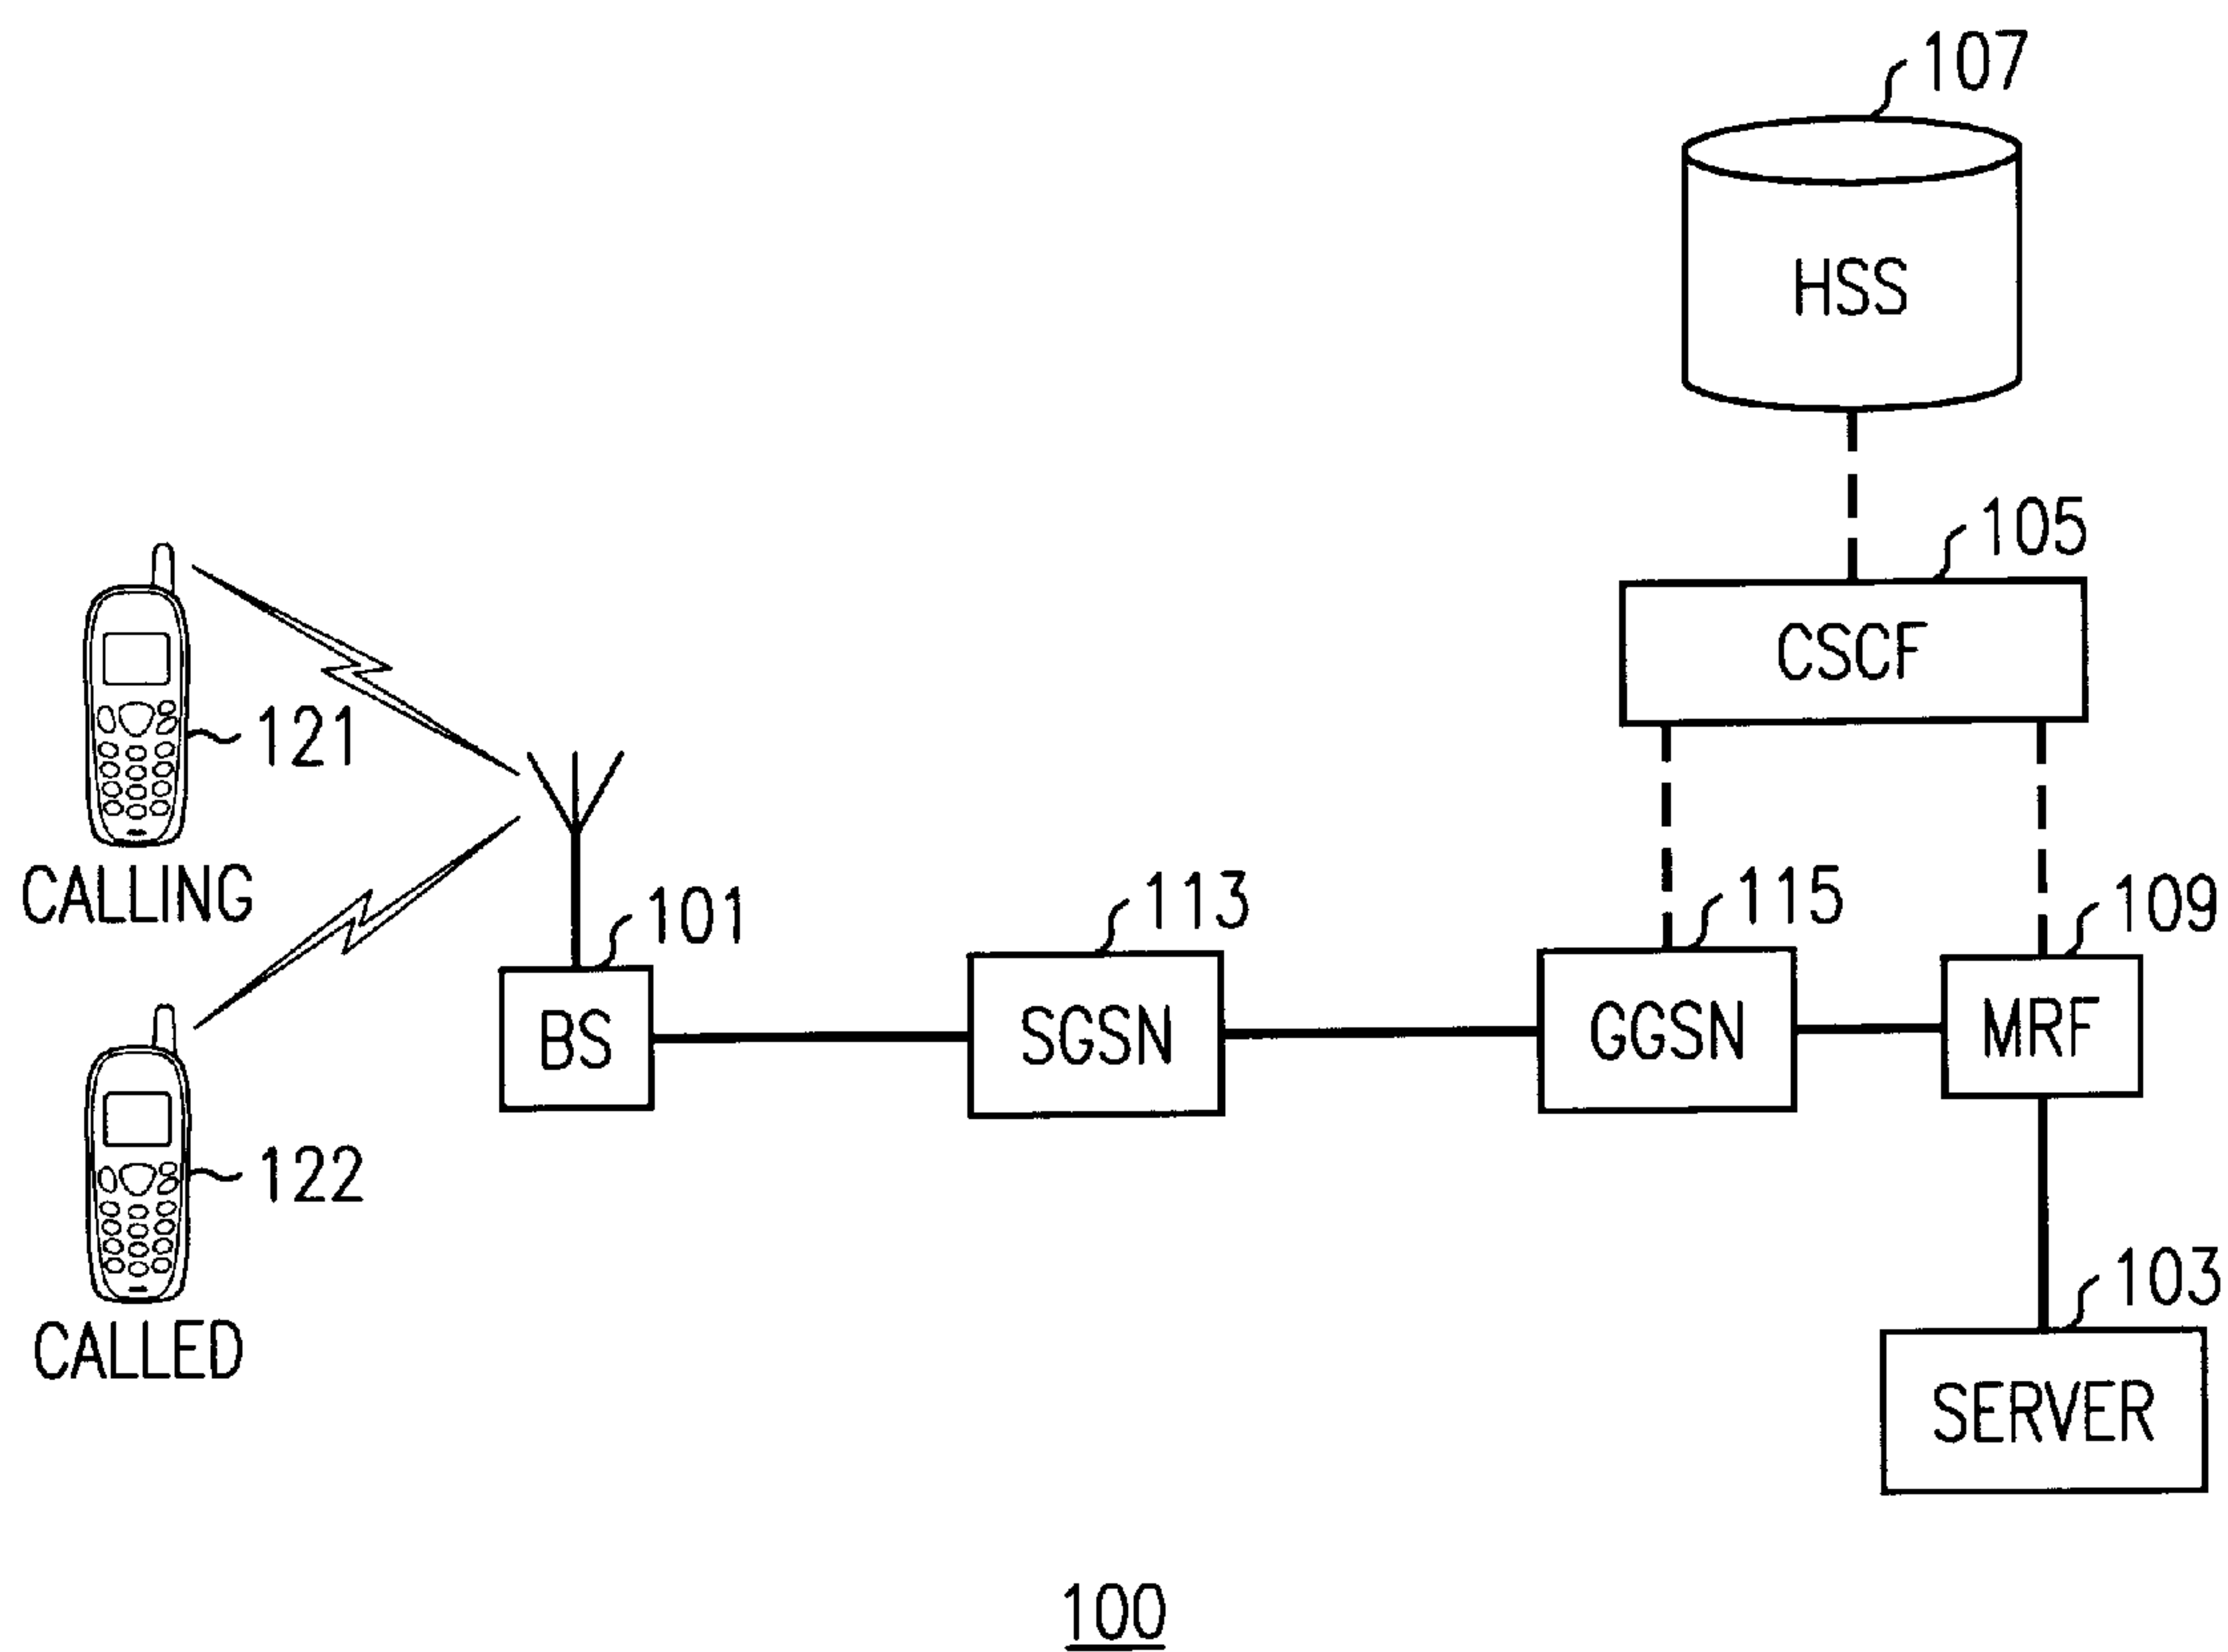 107
HSS
105
CSCF
121
CALLING
101
113
115
109
BS
SGSN
GGSN
MRF
122
CALLED
103
SERVER
100